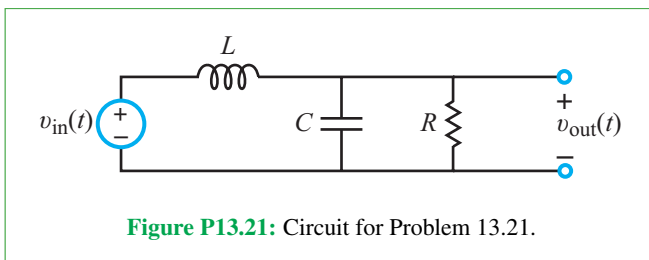 L
+
v_in(t)
+
−
C
R
v_out(t)
−
Figure P13.21: Circuit for Problem 13.21.